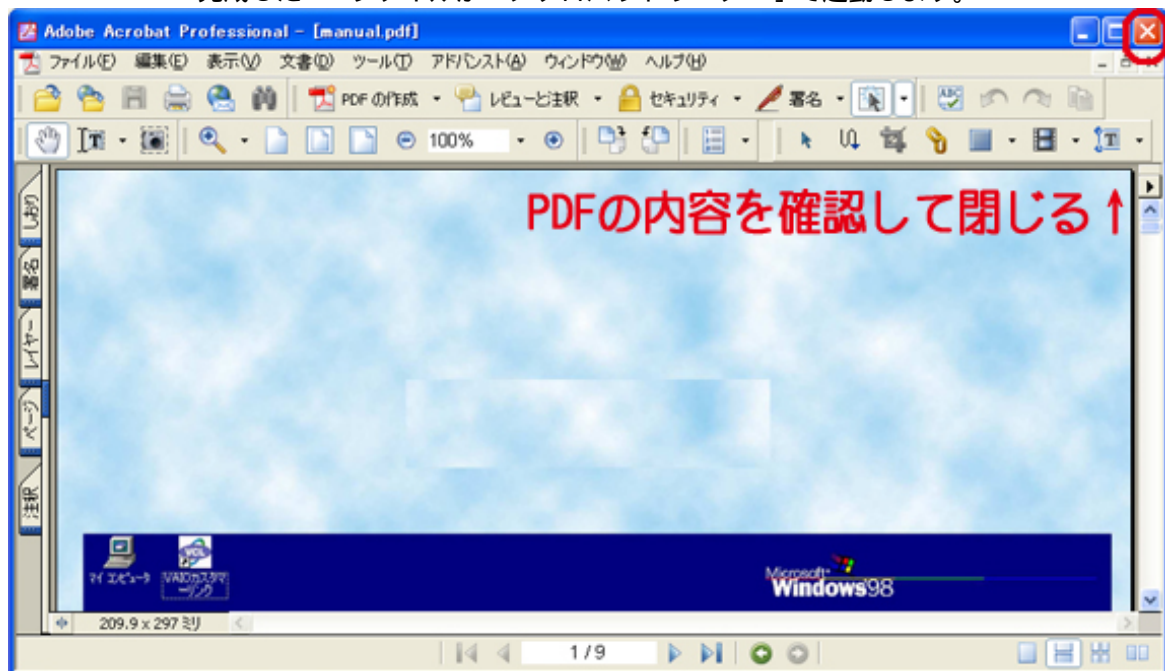 Adobe Acrobat Professional - [manual.pdf]
ファイル(F) 編集(E) 表示(V) 文書(D) ツール(T) アドバンスト(A) ウィンドウ(W) ヘルプ(H)
PDF の作成 レビューと注釈 セキュリティ 署名
100%
PDFの内容を確認して閉じる↑
しおり
署名
レイヤー
ページ
注釈
マイ コンピュータ VAIOカスタマーリンク
Microsoft
Windows98
209.9 x 297 ミリ
1 / 9